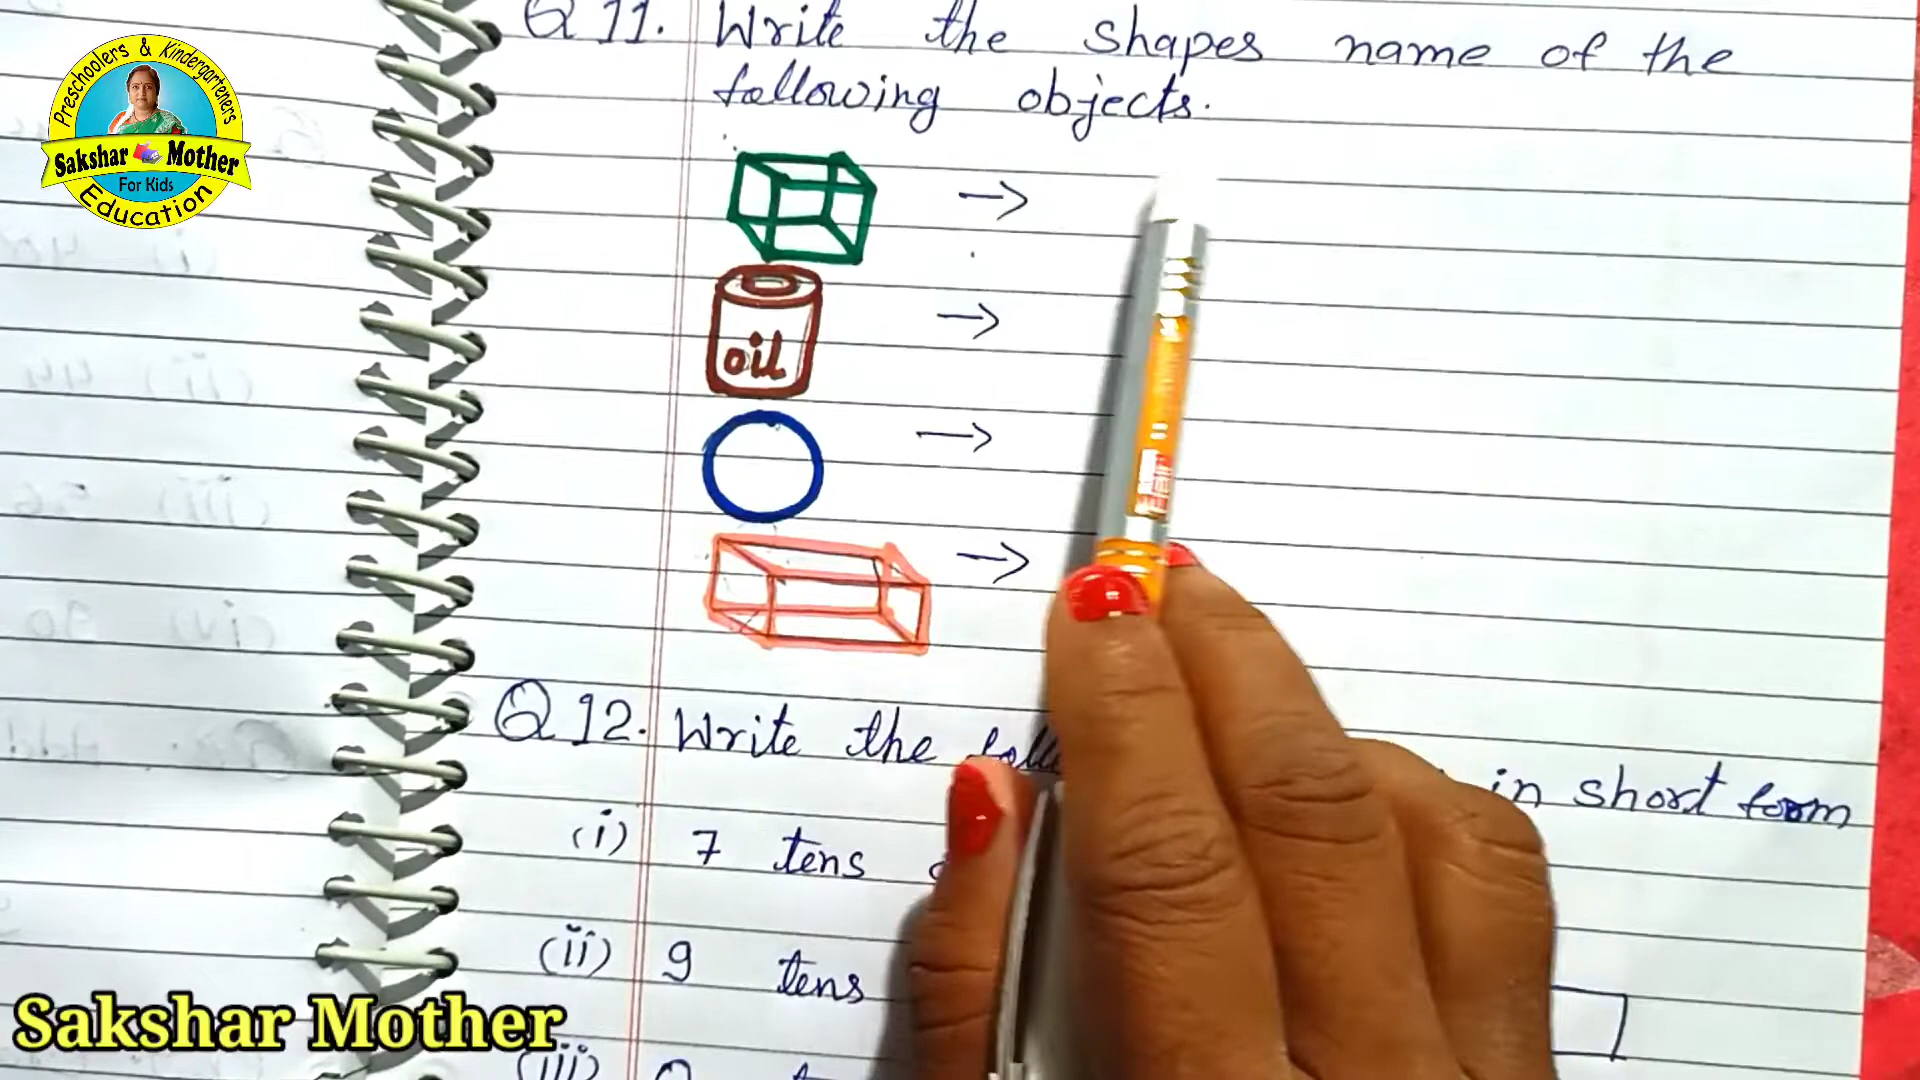 Preschoolers & Kindergarteners
Sakshar Mother
For Kids
Education
Q 11. Write the shapes name of the
following objects.
oil
Q 12. Write the in short form
(i) 7 tens
(ii) 9 tens
(iii)
Sakshar Mother